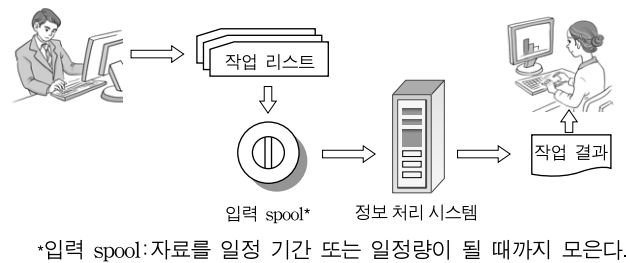 작업 리스트
입력 spool*
정보 처리 시스템
작업 결과
*입력 spool:자료를 일정 기간 또는 일정량이 될 때까지 모은다.